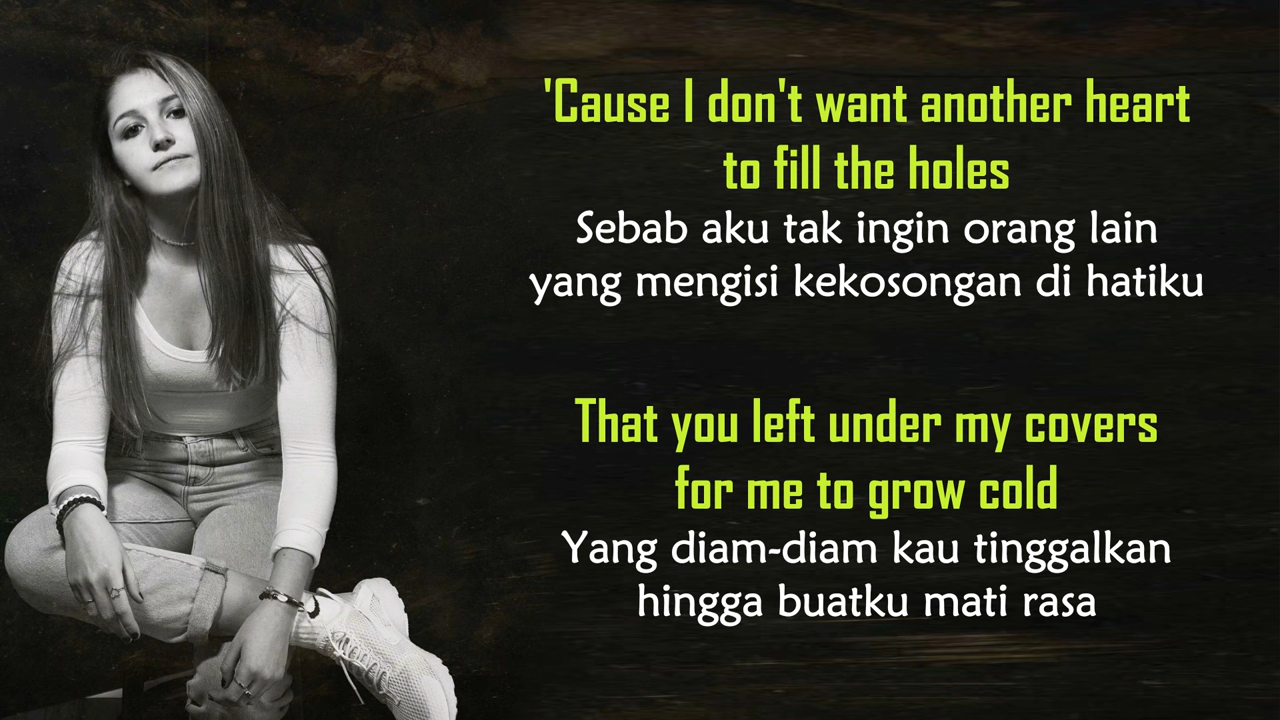 'Cause I don't want another heart
to fill the holes
Sebab aku tak ingin orang lain
yang mengisi kekosongan di hatiku
That you left under my covers
for me to grow cold
Yang diam-diam kau tinggalkan
hingga buatku mati rasa